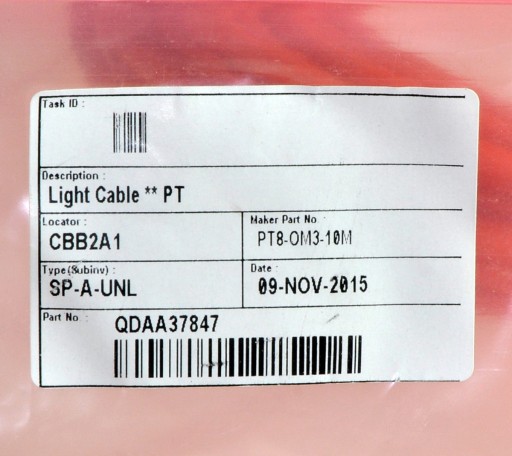 Task ID :
Description :
Light Cable ** PT
Locator :
CBB2A1
Maker Part No. :
PT8-OM3-10M
Type(Subinv) :
SP-A-UNL
Date :
09-NOV-2015
Part No. :
QDAA37847